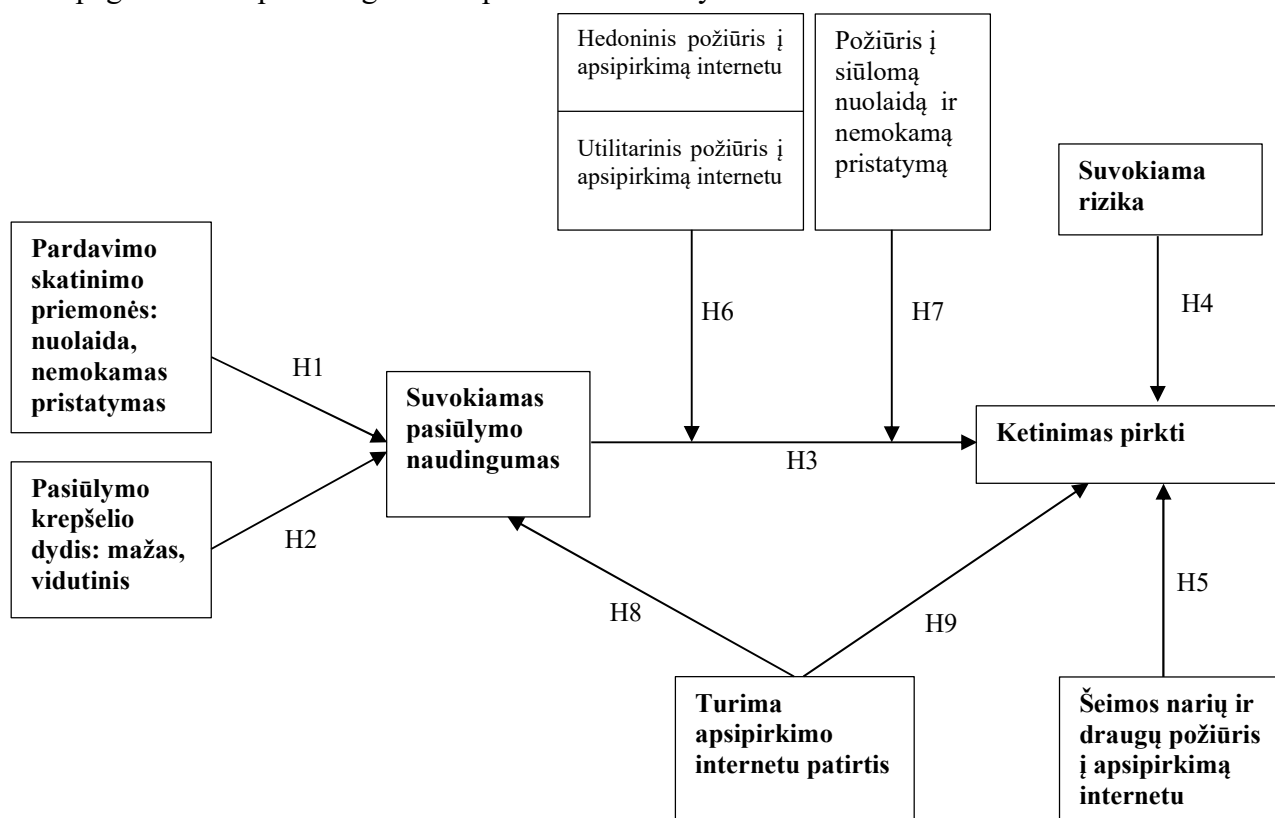 Hedoninis požiūris į
apsipirkimą internetu
Utilitarinis požiūris į
apsipirkimą internetu
Požiūris į
siūlomą
nuolaidą ir
nemokamą
pristatymą
Suvokiama
rizika
Pardavimo
skatinimo
priemonės:
nuolaida,
nemokamas
pristatymas
H6
H7
H4
H1
Suvokiamas
pasiūlymo
naudingumas
Ketinimas pirkti
H3
Pasiūlymo
krepšelio
dydis: mažas,
vidutinis
H2
H8
H9
H5
Turima
apsipirkimo
internetu patirtis
Šeimos narių ir
draugų požiūris
į apsipirkimą
internetu